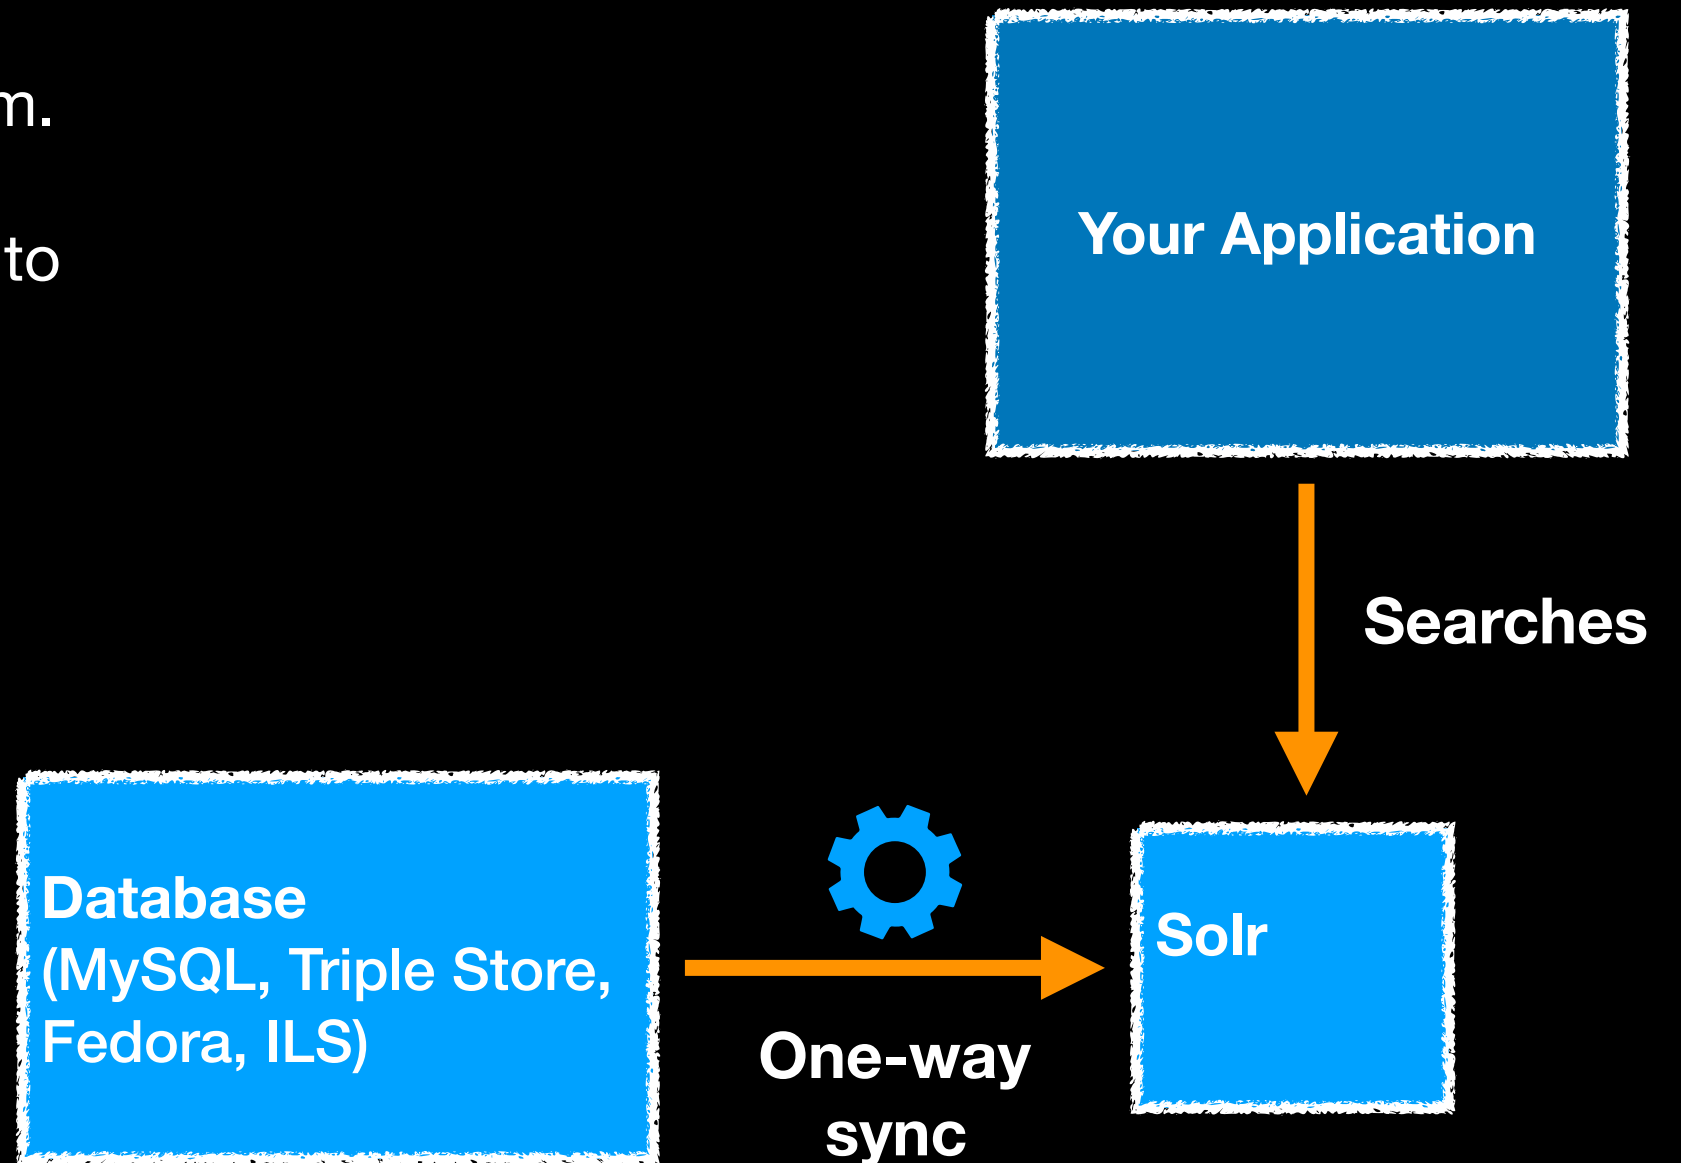 m.
to
Your Application
Searches
Database
(MySQL, Triple Store,
Fedora, ILS)
One-way
sync
Solr